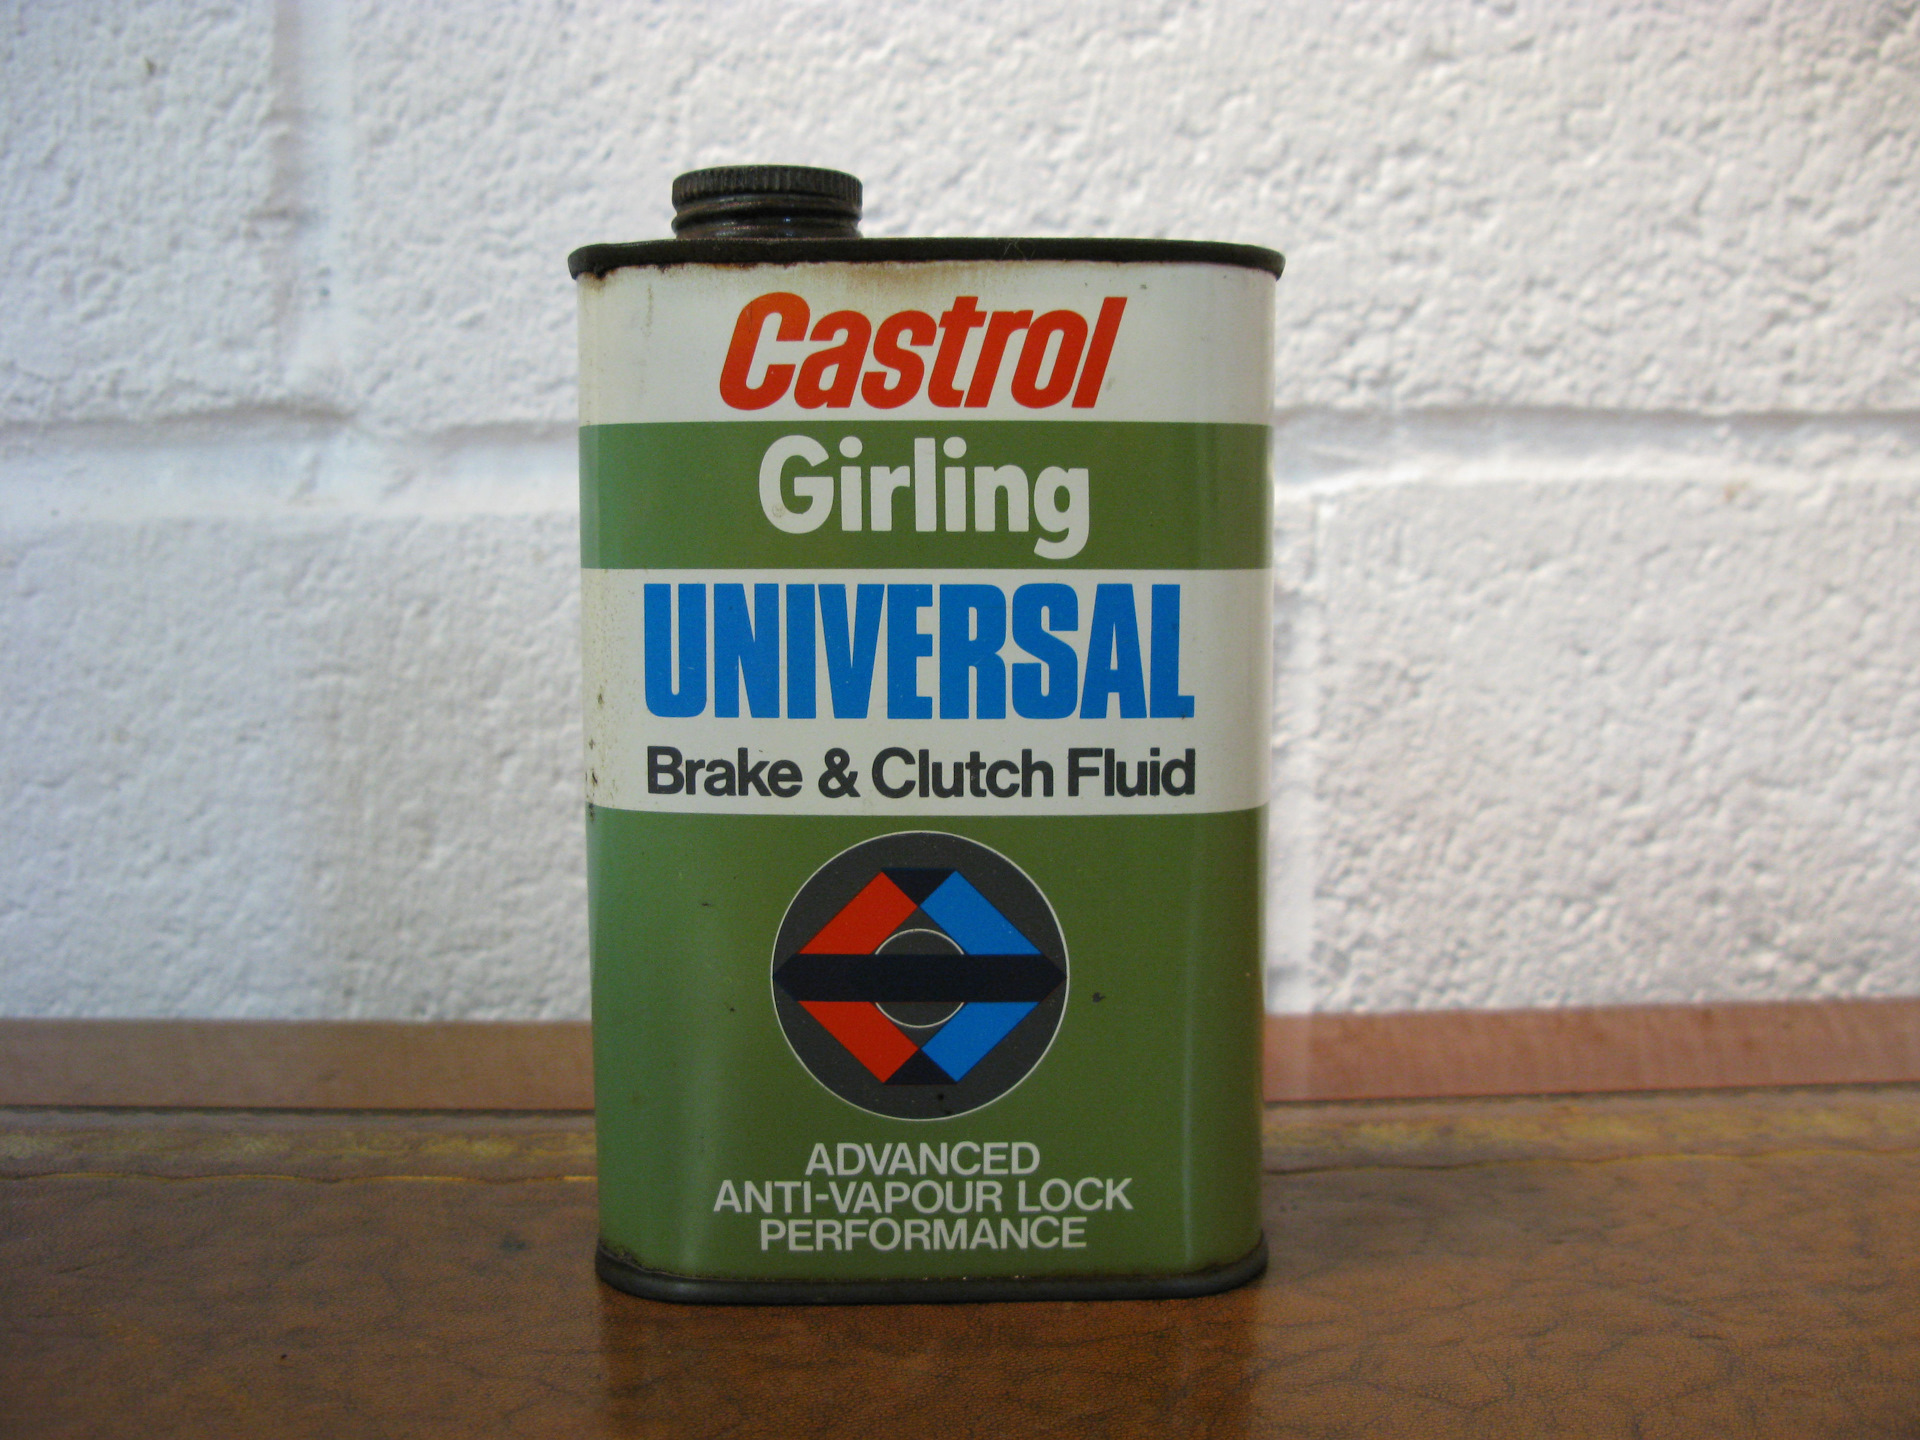 Castrol
Girling
UNIVERSAL
Brake & Clutch Fluid
ADVANCED
ANTI-VAPOUR LOCK
PERFORMANCE